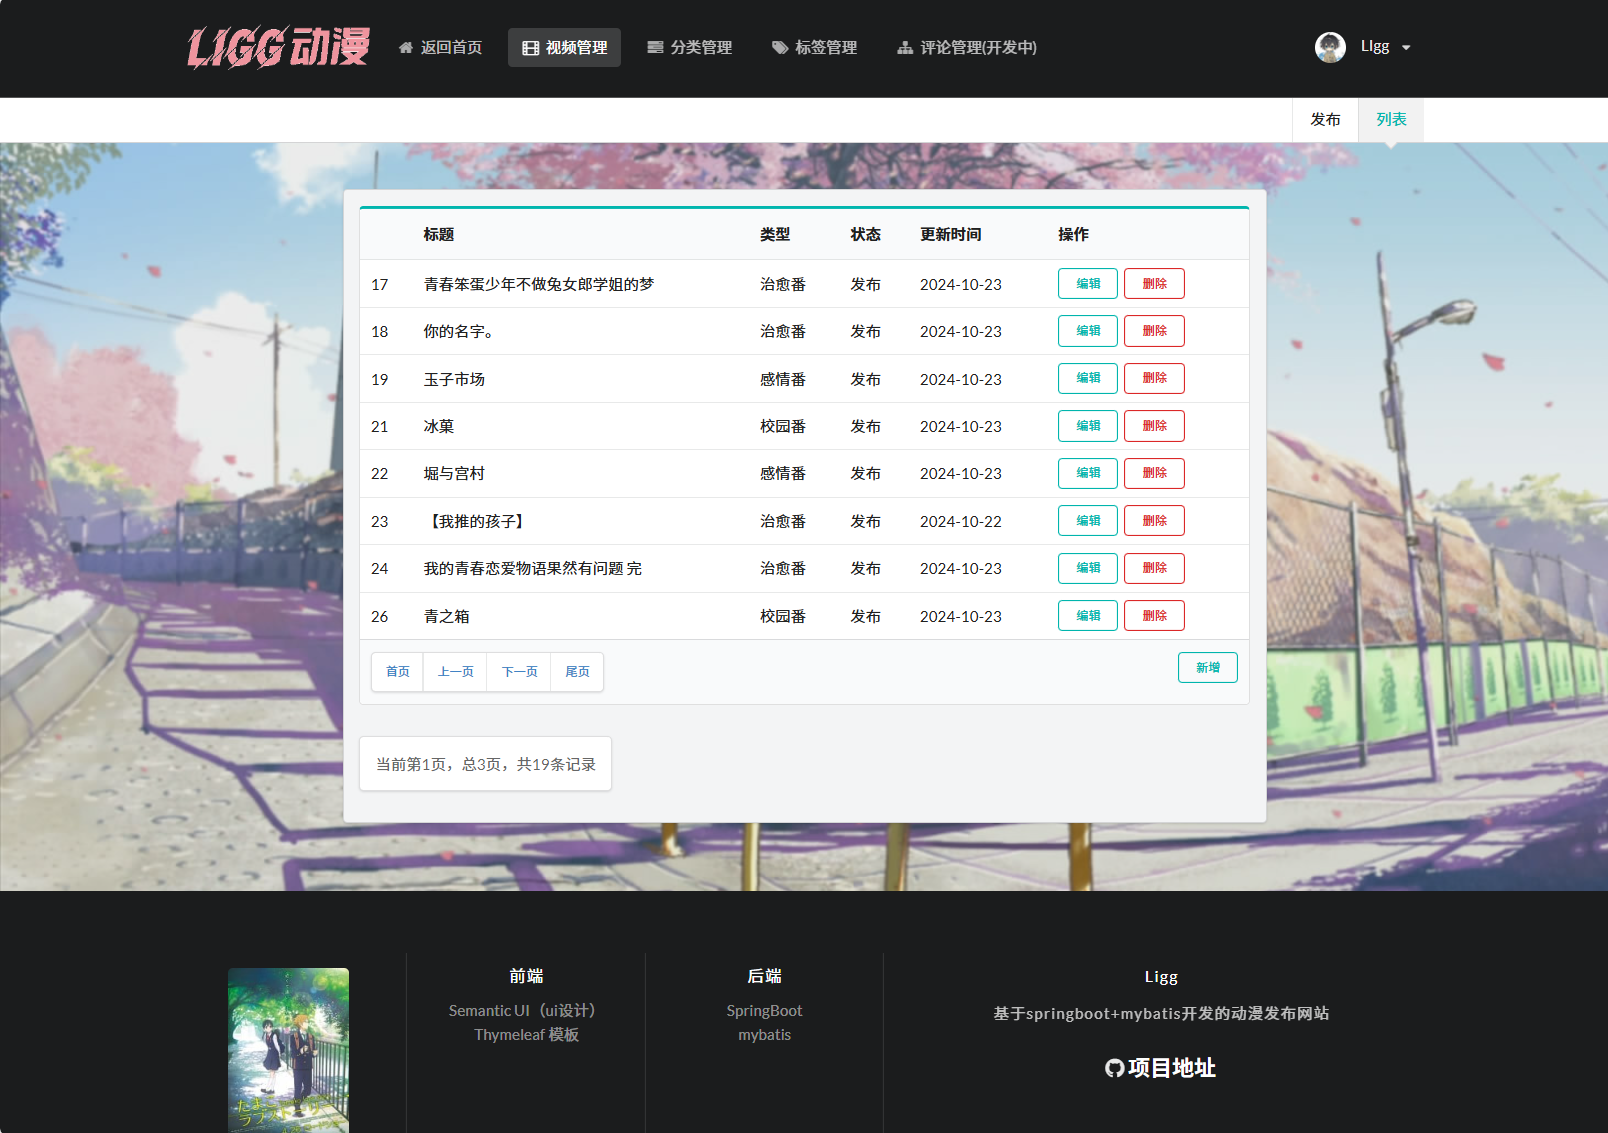 LIGG动漫 返回首页 视频管理 分类管理 标签管理 评论管理(开发中) LIgg
发布 列表
标题 类型 状态 更新时间 操作
17 青春笨蛋少年不做兔女郎学姐的梦 治愈番 发布 2024-10-23 编辑 删除
18 你的名字。 治愈番 发布 2024-10-23 编辑 删除
19 玉子市场 感情番 发布 2024-10-23 编辑 删除
21 冰菓 校园番 发布 2024-10-23 编辑 删除
22 堀与宫村 感情番 发布 2024-10-23 编辑 删除
23 【我推的孩子】 治愈番 发布 2024-10-22 编辑 删除
24 我的青春恋爱物语果然有问题 完 治愈番 发布 2024-10-23 编辑 删除
26 青之箱 校园番 发布 2024-10-23 编辑 删除
首页 上一页 下一页 尾页 新增
当前第1页，总3页，共19条记录
前端 后端 Ligg
Semantic UI（ui设计） SpringBoot 基于springboot+mybatis开发的动漫发布网站
Thymeleaf 模板 mybatis
项目地址
たまこ
ラブストーリー